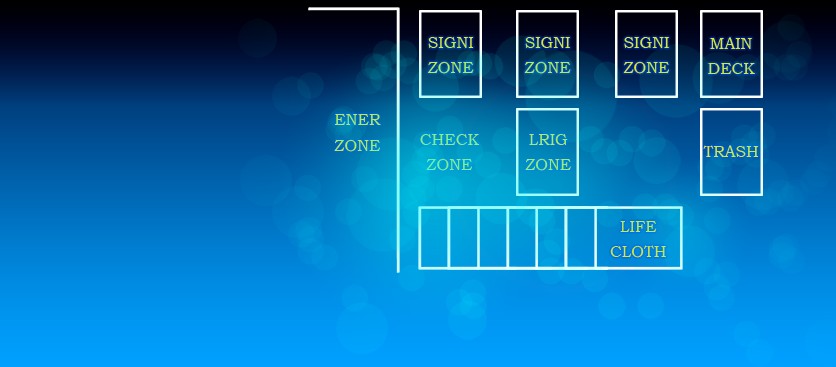 SIGNI
ZONE
SIGNI
ZONE
SIGNI
ZONE
MAIN
DECK
ENER
ZONE
CHECK
ZONE
LRIG
ZONE
TRASH
LIFE
CLOTH